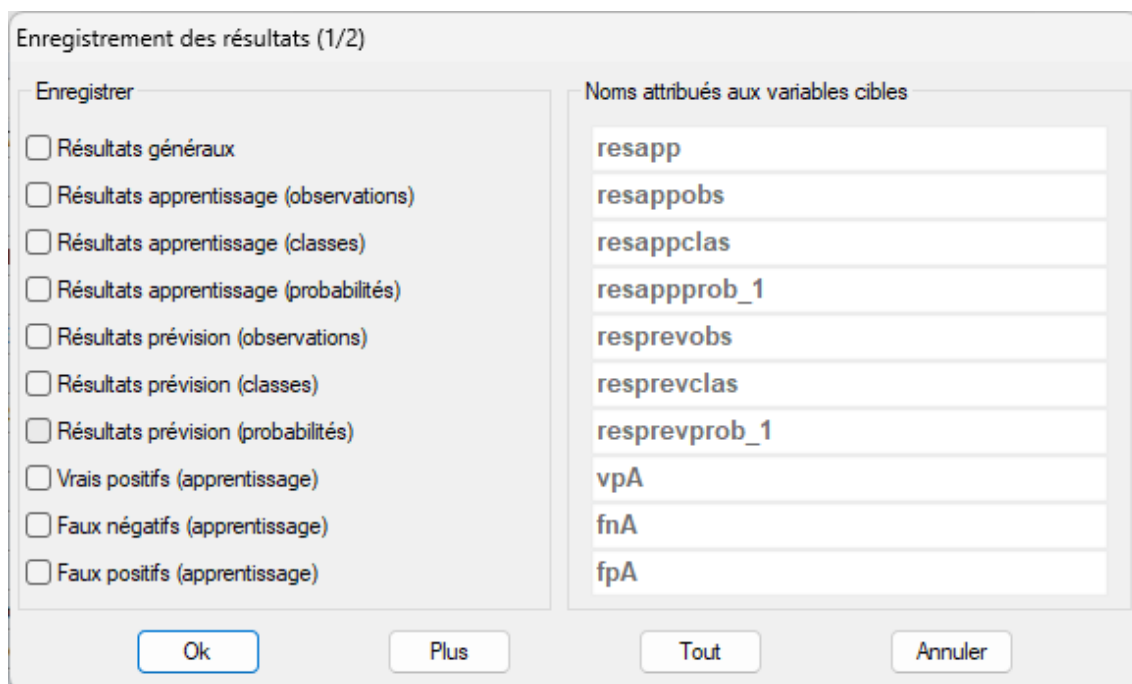 Enregistrement des résultats (1/2)
Enregistrer
Noms attribués aux variables cibles
Résultats généraux
resapp
Résultats apprentissage (observations)
resappobs
Résultats apprentissage (classes)
resappclas
Résultats apprentissage (probabilités)
resappprob_1
Résultats prévision (observations)
resprevobs
Résultats prévision (classes)
resprevclas
Résultats prévision (probabilités)
resprevprob_1
Vrais positifs (apprentissage)
vpA
Faux négatifs (apprentissage)
fnA
Faux positifs (apprentissage)
fpA
Ok
Plus
Tout
Annuler